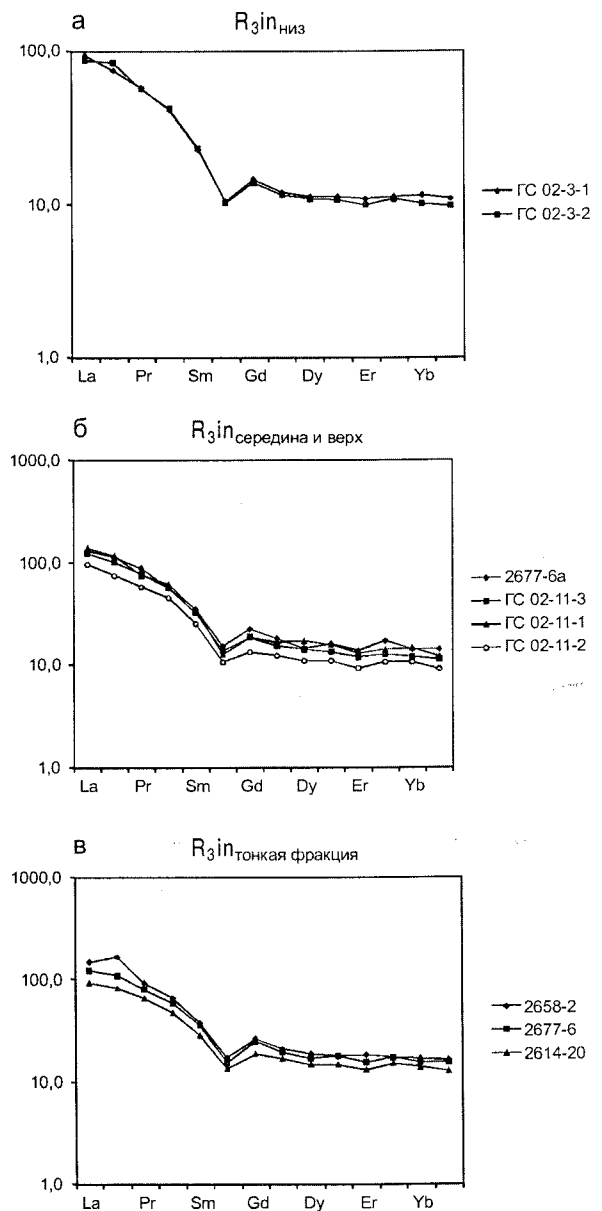 а R₃inниз
100,0
10,0
1,0
La Pr Sm Gd Dy Er Yb
ГС 02-3-1
ГС 02-3-2
б R₃inсередина и верх
1000,0
100,0
10,0
1,0
La Pr Sm Gd Dy Er Yb
2677-6а
ГС 02-11-3
ГС 02-11-1
ГС 02-11-2
в R₃inтонкая фракция
1000,0
100,0
10,0
1,0
La Pr Sm Gd Dy Er Yb
2658-2
2677-6
2614-20